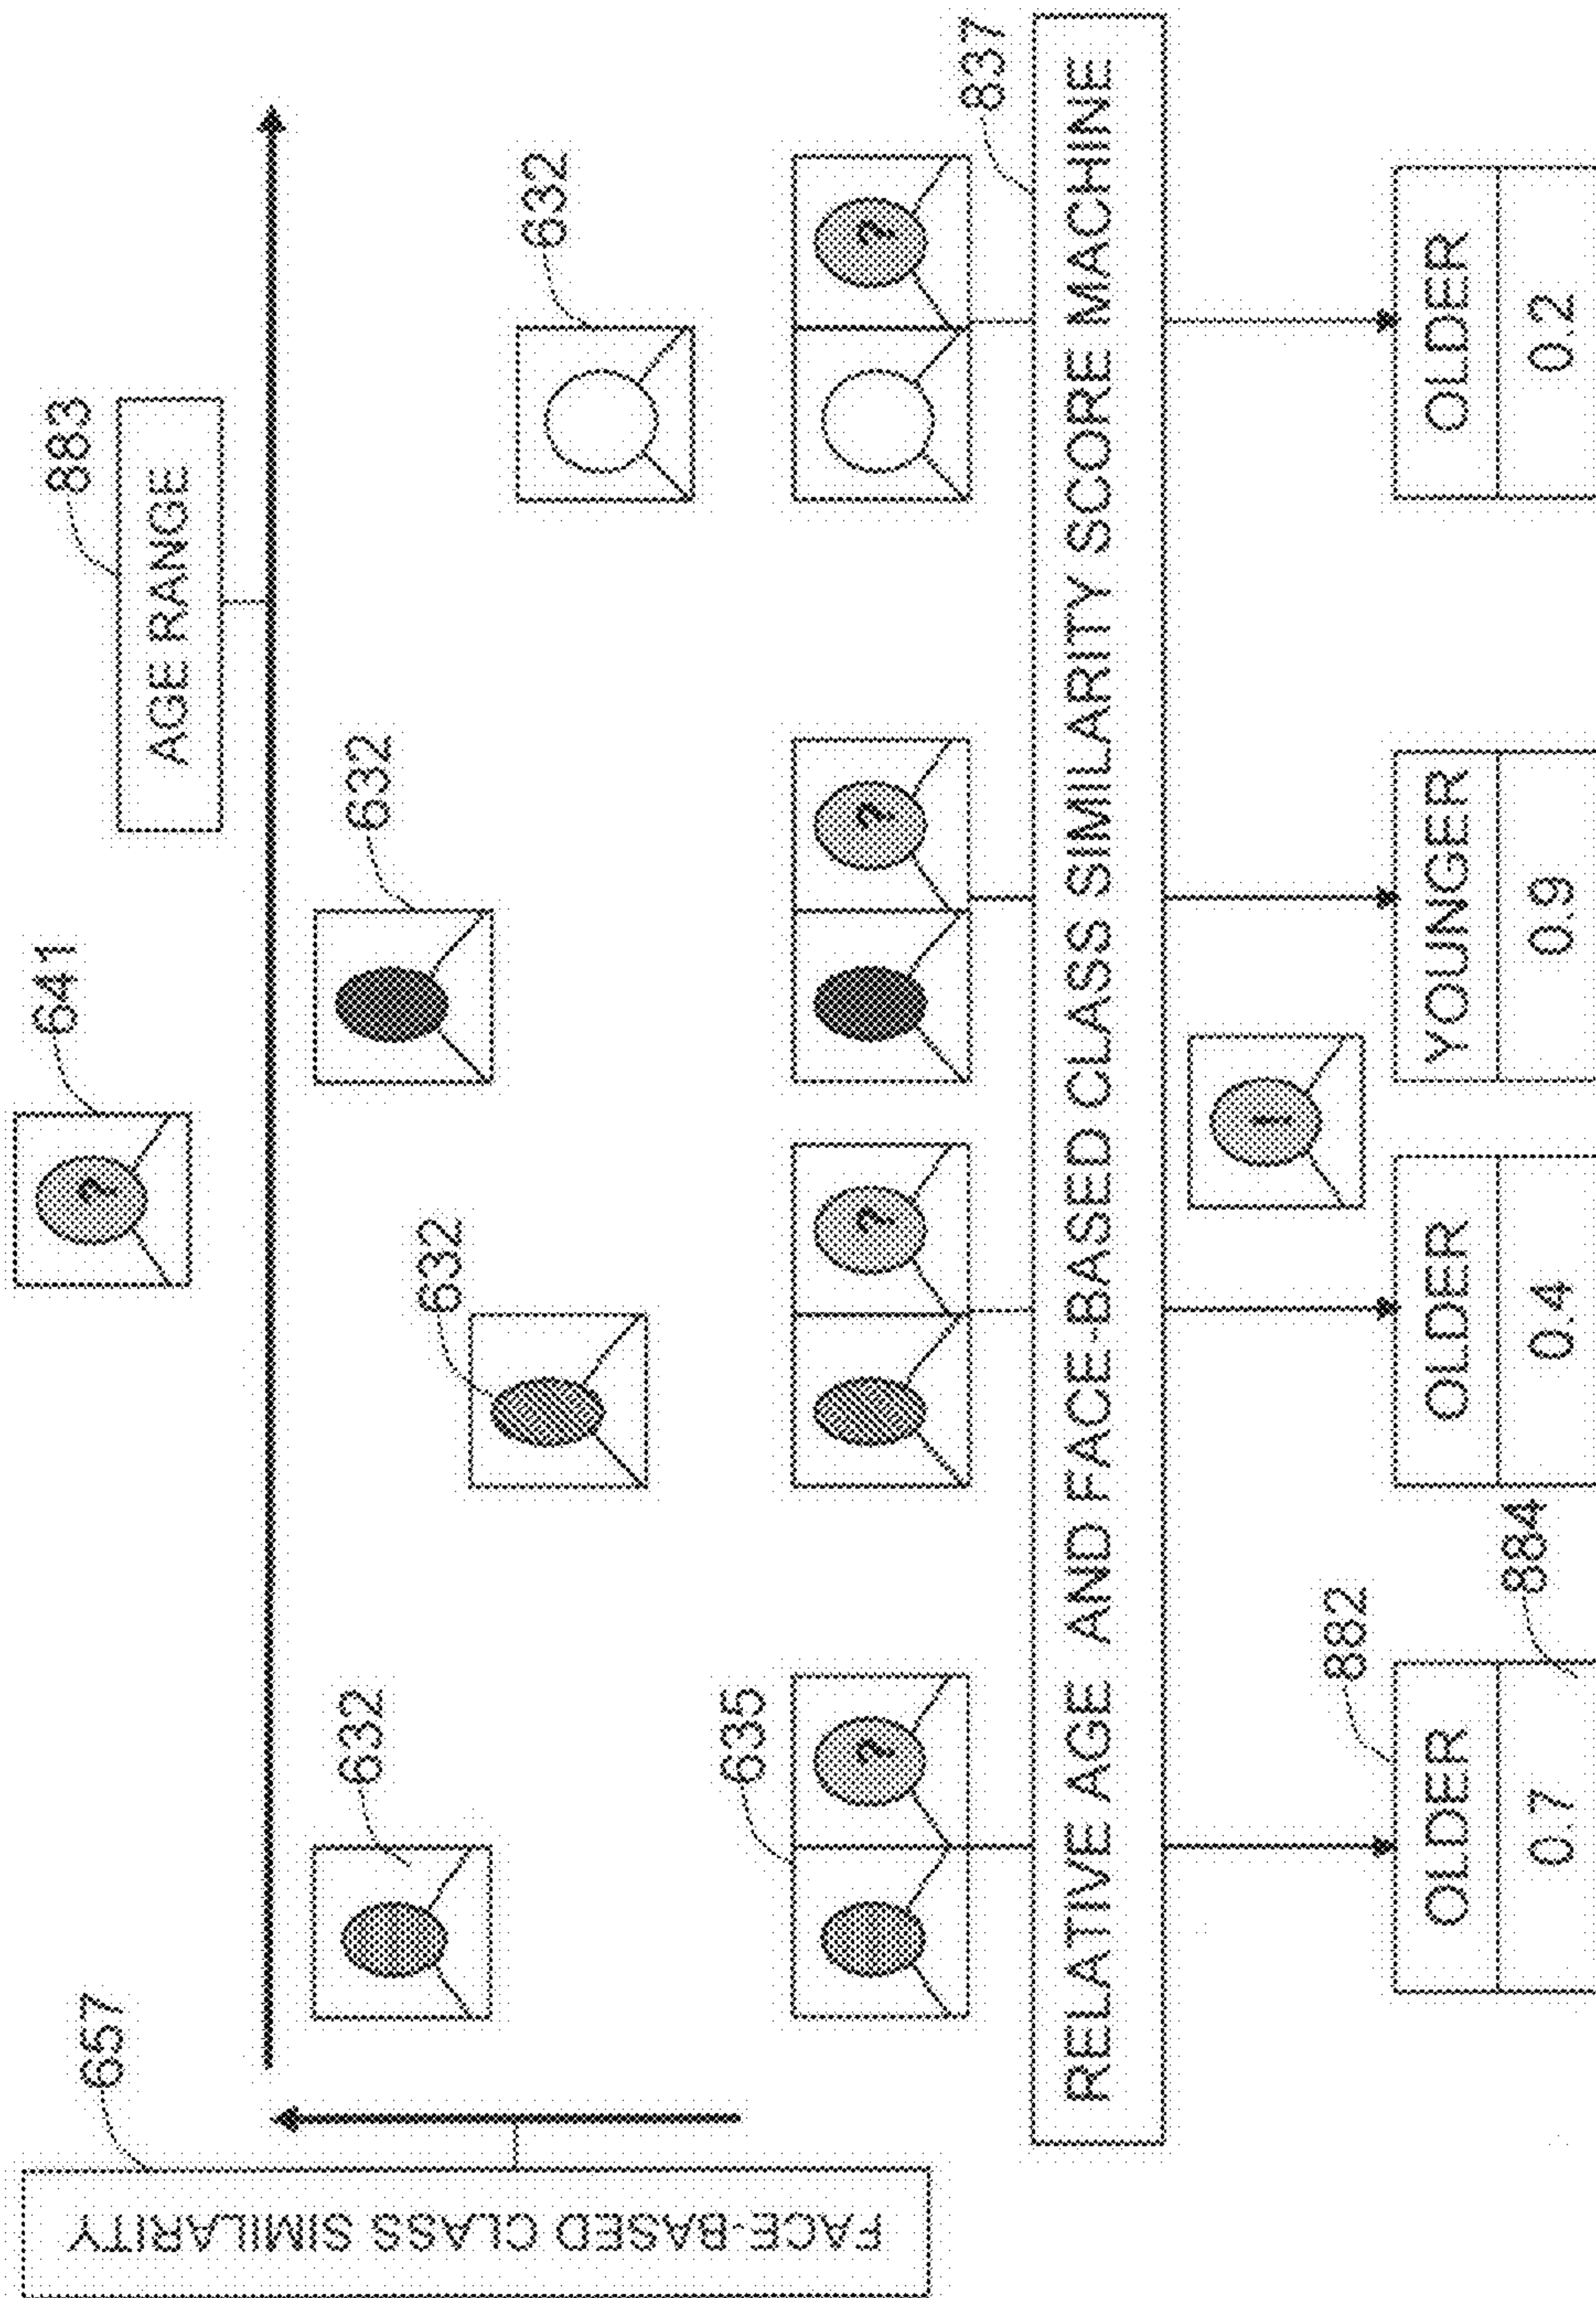 657
FACE-BASED CLASS SIMILARITY
641
?
883
AGE RANGE
632
632
632
632
635
?
?
?
?
837
RELATIVE AGE AND FACE-BASED CLASS SIMILARITY SCORE MACHINE
882
OLDER
0.7
884
OLDER
0.4
YOUNGER
0.9
OLDER
0.2